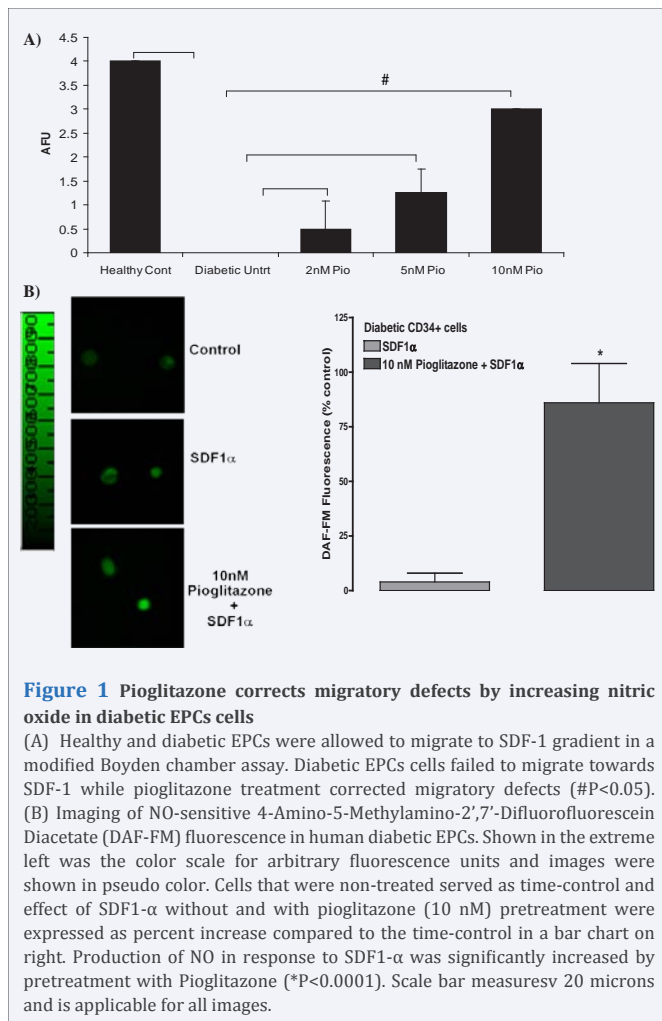 A)
4.5
4
3.5
3
2.5
2
1.5
1
0.5
0
AFU
#
Healthy Cont Diabetic Untrt 2nM Pio 5nM Pio 10nM Pio
B)
Control
SDF1α
10nM
Pioglitazone
+
SDF1α
125
100
75
50
25
0
DAF-FM Fluorescence (% control)
Diabetic CD34+ cells
SDF1α
10 nM Pioglitazone + SDF1α
*
Figure 1 Pioglitazone corrects migratory defects by increasing nitric
oxide in diabetic EPCs cells
(A) Healthy and diabetic EPCs were allowed to migrate to SDF-1 gradient in a
modified Boyden chamber assay. Diabetic EPCs cells failed to migrate towards
SDF-1 while pioglitazone treatment corrected migratory defects (#P<0.05).
(B) Imaging of NO-sensitive 4-Amino-5-Methylamino-2’,7’-Difluorofluorescein
Diacetate (DAF-FM) fluorescence in human diabetic EPCs. Shown in the extreme
left was the color scale for arbitrary fluorescence units and images were
shown in pseudo color. Cells that were non-treated served as time-control and
effect of SDF1-α without and with pioglitazone (10 nM) pretreatment were
expressed as percent increase compared to the time-control in a bar chart on
right. Production of NO in response to SDF1-α was significantly increased by
pretreatment with Pioglitazone (*P<0.0001). Scale bar measuresv 20 microns
and is applicable for all images.